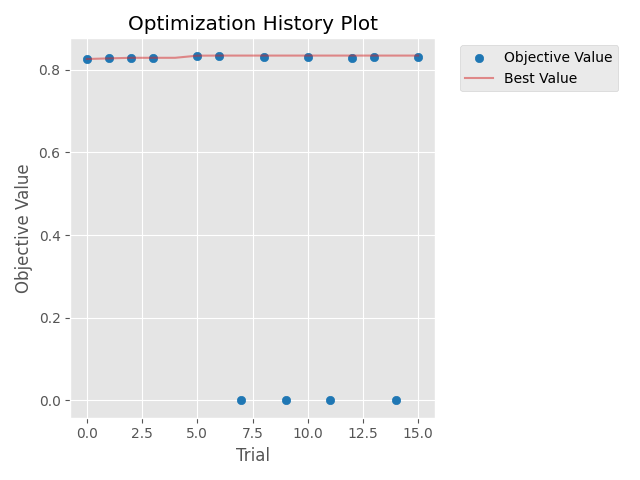 Optimization History Plot
Objective Value
Best Value
Objective Value
0.8
0.6
0.4
0.2
0.0
0.0 2.5 5.0 7.5 10.0 12.5 15.0
Trial